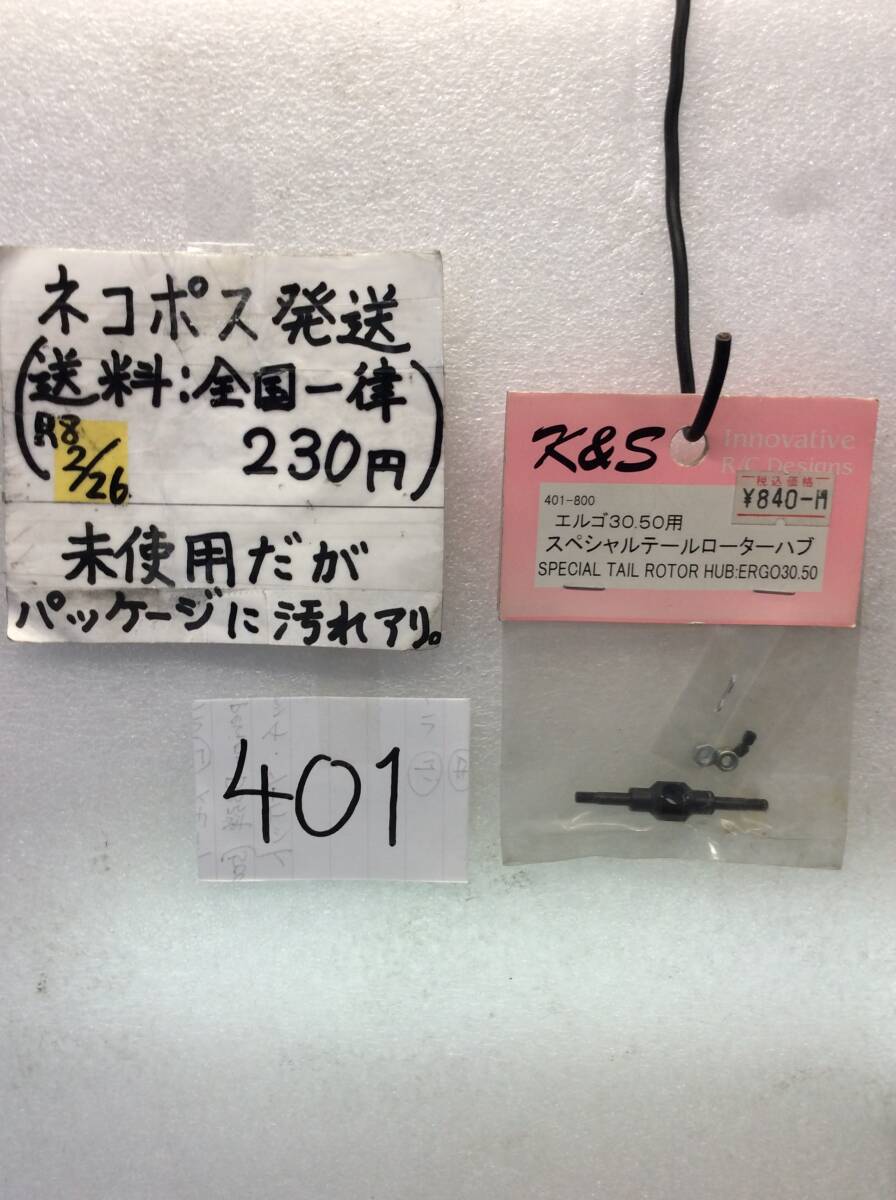 ネコポス発送
(送料:全国一律
230円)
R8
2/26
未使用だが
パッケージに汚れアリ。
401
K&S
Innovative
R/C Designs
税込価格
¥840-
401-800
エルゴ30.50用
スペシャルテールローターハブ
SPECIAL TAIL ROTOR HUB:ERGO30.50